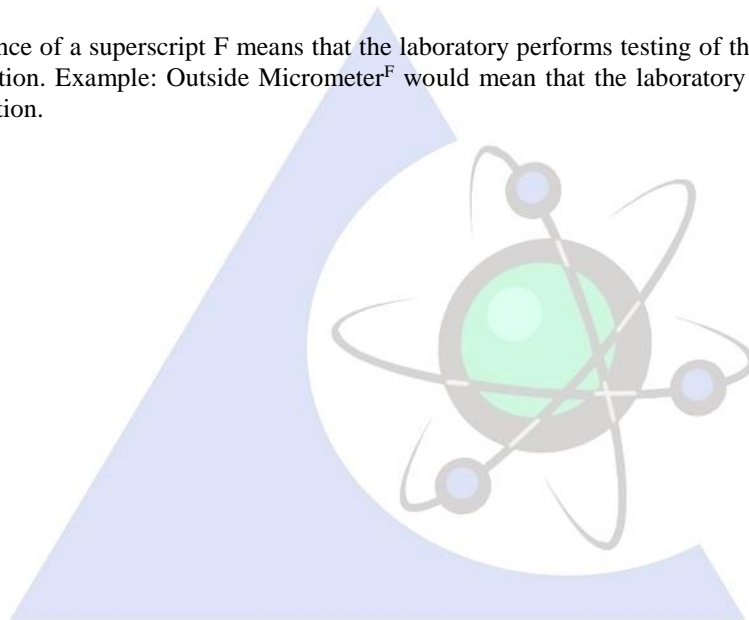 nce of a superscript F means that the laboratory performs testing of th
tion. Example: Outside Micrometerᶠ would mean that the laboratory
tion.